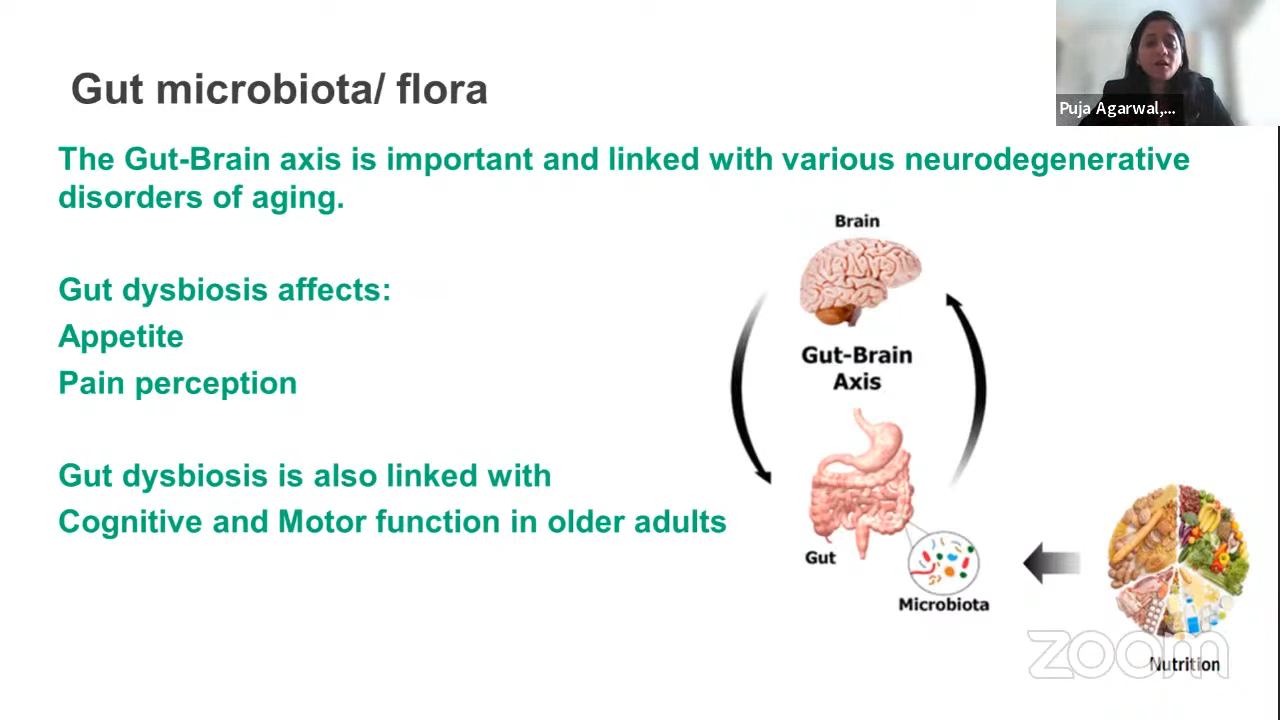 Gut microbiota/ flora
Puja Agarwal,...
The Gut-Brain axis is important and linked with various neurodegenerative
disorders of aging.
Gut dysbiosis affects:
Appetite
Pain perception
Gut dysbiosis is also linked with
Cognitive and Motor function in older adults
Brain
Gut-Brain
Axis
Gut
Microbiota
Nutrition
zoom